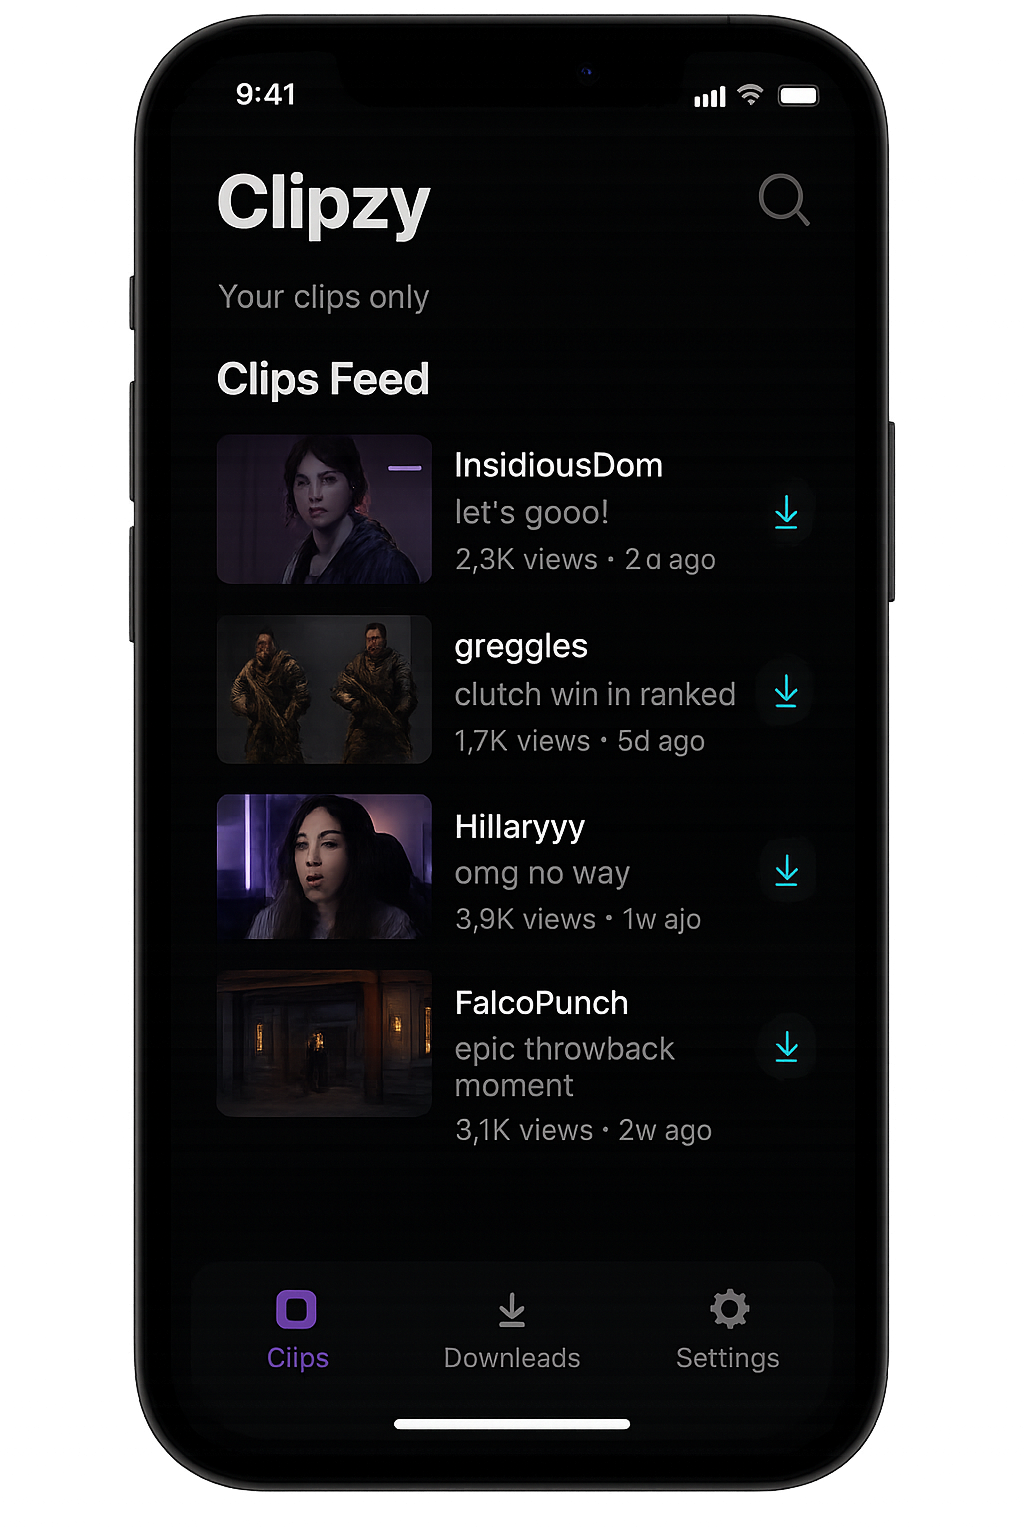 9:41
Clipzy
Your clips only
Clips Feed
InsidiousDom
let's gooo!
2,3K views • 2 ɑ ago
greggles
clutch win in ranked
1,7K views • 5d ago
Hillaryyy
omg no way
3,9K views • 1w ajo
FalcoPunch
epic throwback
moment
3,1K views • 2w ago
Ciips
Downleads
Settings